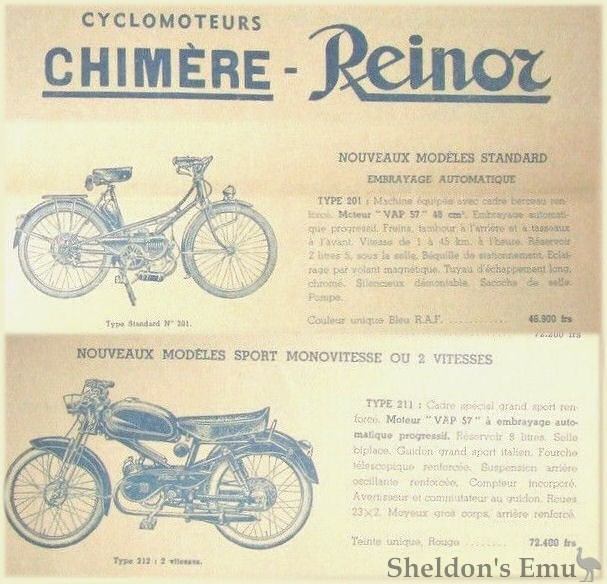 CYCLOMOTEURS
CHIMÈRE - Reinor
NOUVEAUX MODÈLES STANDARD
EMBRAYAGE AUTOMATIQUE
TYPE 201 : Machine équipée avec cadre berceau ren-
forcé. Moteur "VAP 57" 48 cm³. Embrayage automati-
que progressif. Freins, tambour à l'arrière et à tasseaux
à l'avant. Vitesse de 1 à 45 km. à l'heure. Réservoir
2 litres 5, sous la selle. Béquille de stationnement. Eclai-
rage par volant magnétique. Tuyau d'échappement long,
chromé. Silencieux démontable. Sacoche de selle.
Pompe.
Couleur unique Bleu R.A.F. .......... frs
Type Standard N° 201.
72.200 frs
NOUVEAUX MODÈLES SPORT MONOVITESSE OU 2 VITESSES
TYPE 211 : Cadre spécial grand sport ren-
forcé. Moteur "VAP 57" à embrayage auto-
matique progressif. Réservoir 8 litres. Selle
biplace. Guidon grand sport italien. Fourche
télescopique renforcée. Suspension arrière
oscillante renforcée. Compteur incorporé.
Avertisseur et commutateur au guidon. Roues
23×2. Moyeux gros corps, arrière renforcé.
Teinte unique, Rouge ........ 72.400 frs
Type 212 : 2 vitesses.
Sheldon's Emu